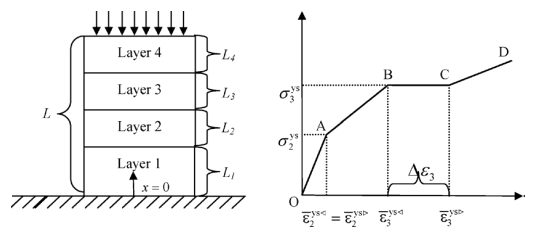 Layer 4
L₄
Layer 3
L₃
L
Layer 2
L₂
Layer 1
L₁
x = 0
D
B
C
σ₃ʸˢ
A
σ₂ʸˢ
Δε₃
O
ε̅₂ʸˢ⊲ = ε̅₂ʸˢ⊳
ε̅₃ʸˢ⊲
ε̅₃ʸˢ⊳